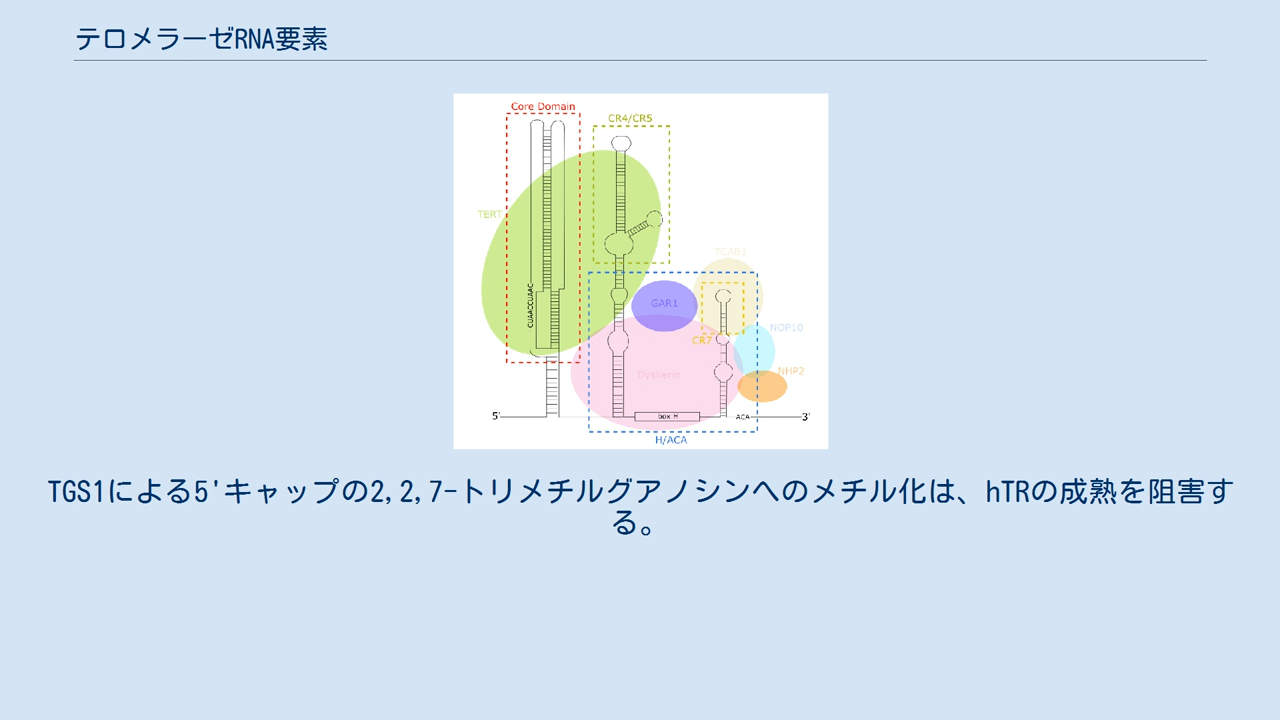 テロメラーゼRNA要素
Core Domain
CR4/CR5
TERT
TCAB1
CUAACCUAAC
GAR1
CR7
NOP10
Dyskerin
NHP2
5'
box H
ACA
3'
H/ACA
TGS1による5'キャップの2,2,7-トリメチルグアノシンへのメチル化は、hTRの成熟を阻害す
る。